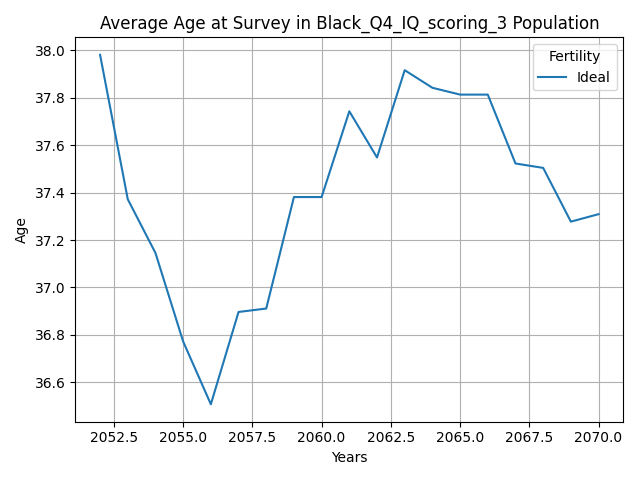 Average Age at Survey in Black_Q4_IQ_scoring_3 Population
Fertility
Ideal
38.0
37.8
37.6
37.4
37.2
37.0
36.8
36.6
Age
2052.5 2055.0 2057.5 2060.0 2062.5 2065.0 2067.5 2070.0
Years